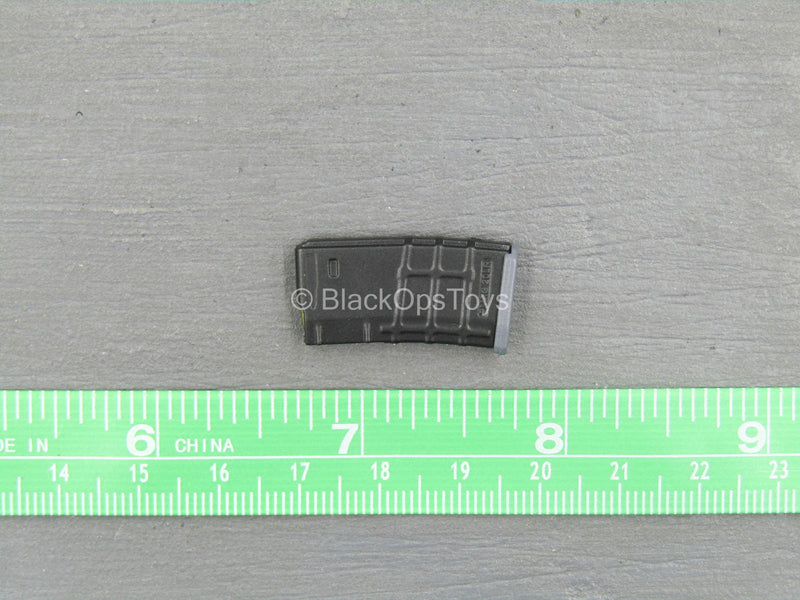 © BlackOpsToys
6 7 8 9
DE IN CHINA
14 15 16 17 18 19 20 21 22 23